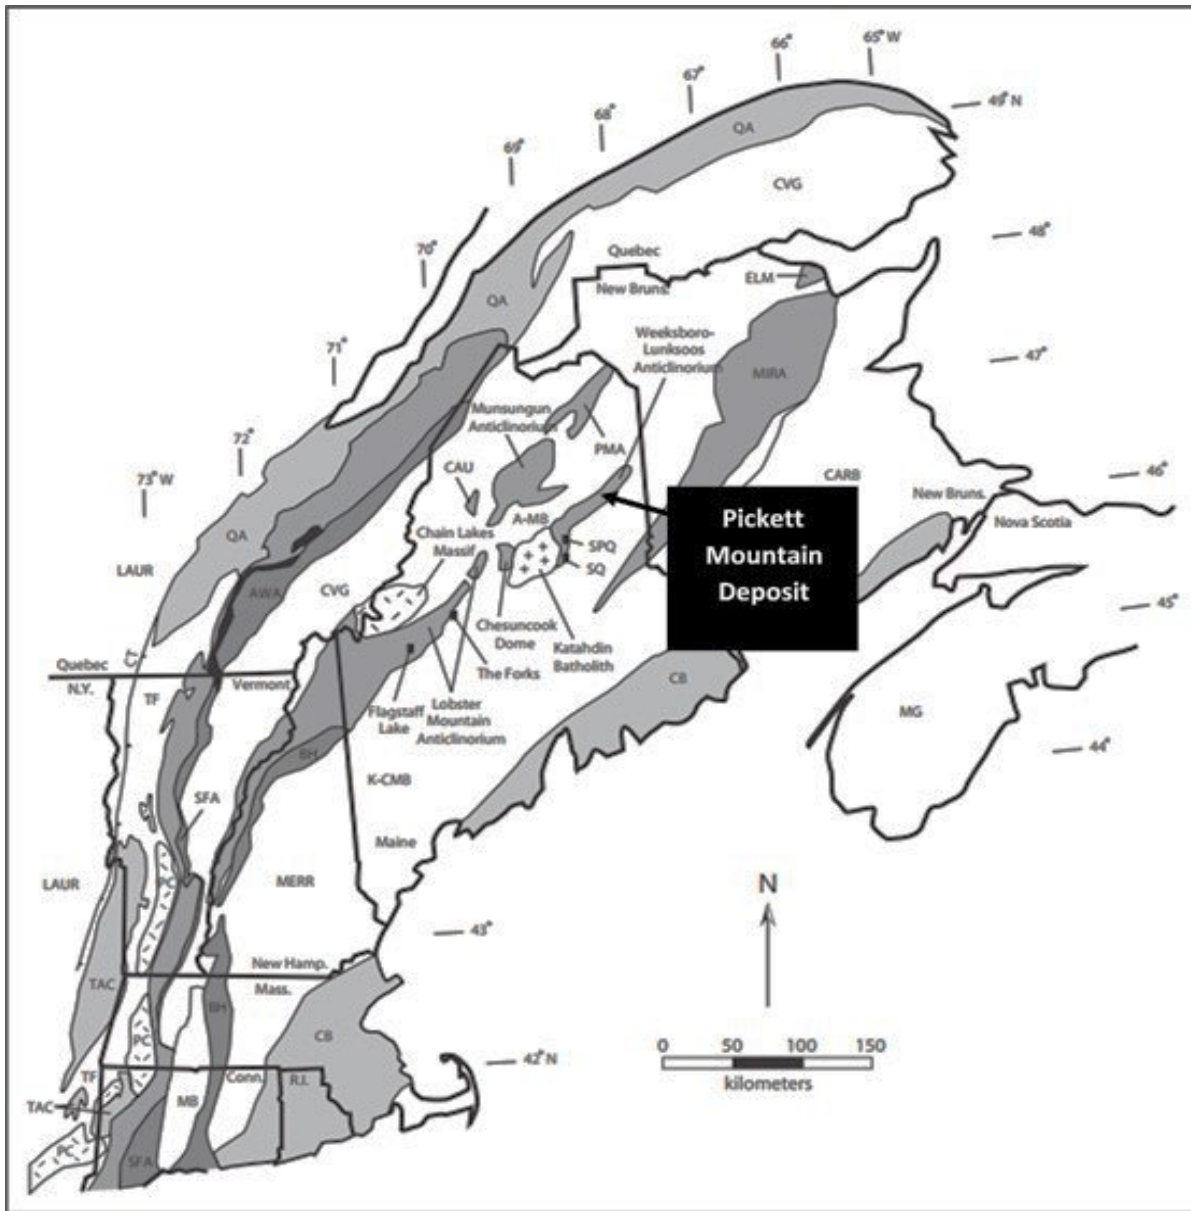 66°
65° W
67°
49° N
68°
QA
69°
CVG
48°
70°
Quebec
ELM
New Bruns.
QA
Weeksboro-
Lunksoos
Anticlinorium
71°
47°
MIRA
Munsungun
Anticlinorium
72°
PMA
CAU
73° W
46°
CARB
New Bruns.
Nova Scotia
A-MB
Pickett
Mountain
Deposit
Chain Lakes
Massif
QA
SPQ
SQ
LAUR
AWA
CVG
45°
Chesuncook
Dome
Katahdin
Batholith
CT
Quebec
N.Y.
TF
Vermont
The Forks
CB
Flagstaff
Lake
Lobster
Mountain
Anticlinorium
MG
44°
BH
K-CMB
SFA
Maine
LAUR
PC
MERR
N
43°
New Hamp.
Mass.
TAC
BH
PC
CB
0 50 100 150
kilometers
42° N
TF
Conn.
R.I.
TAC
MB
SFA